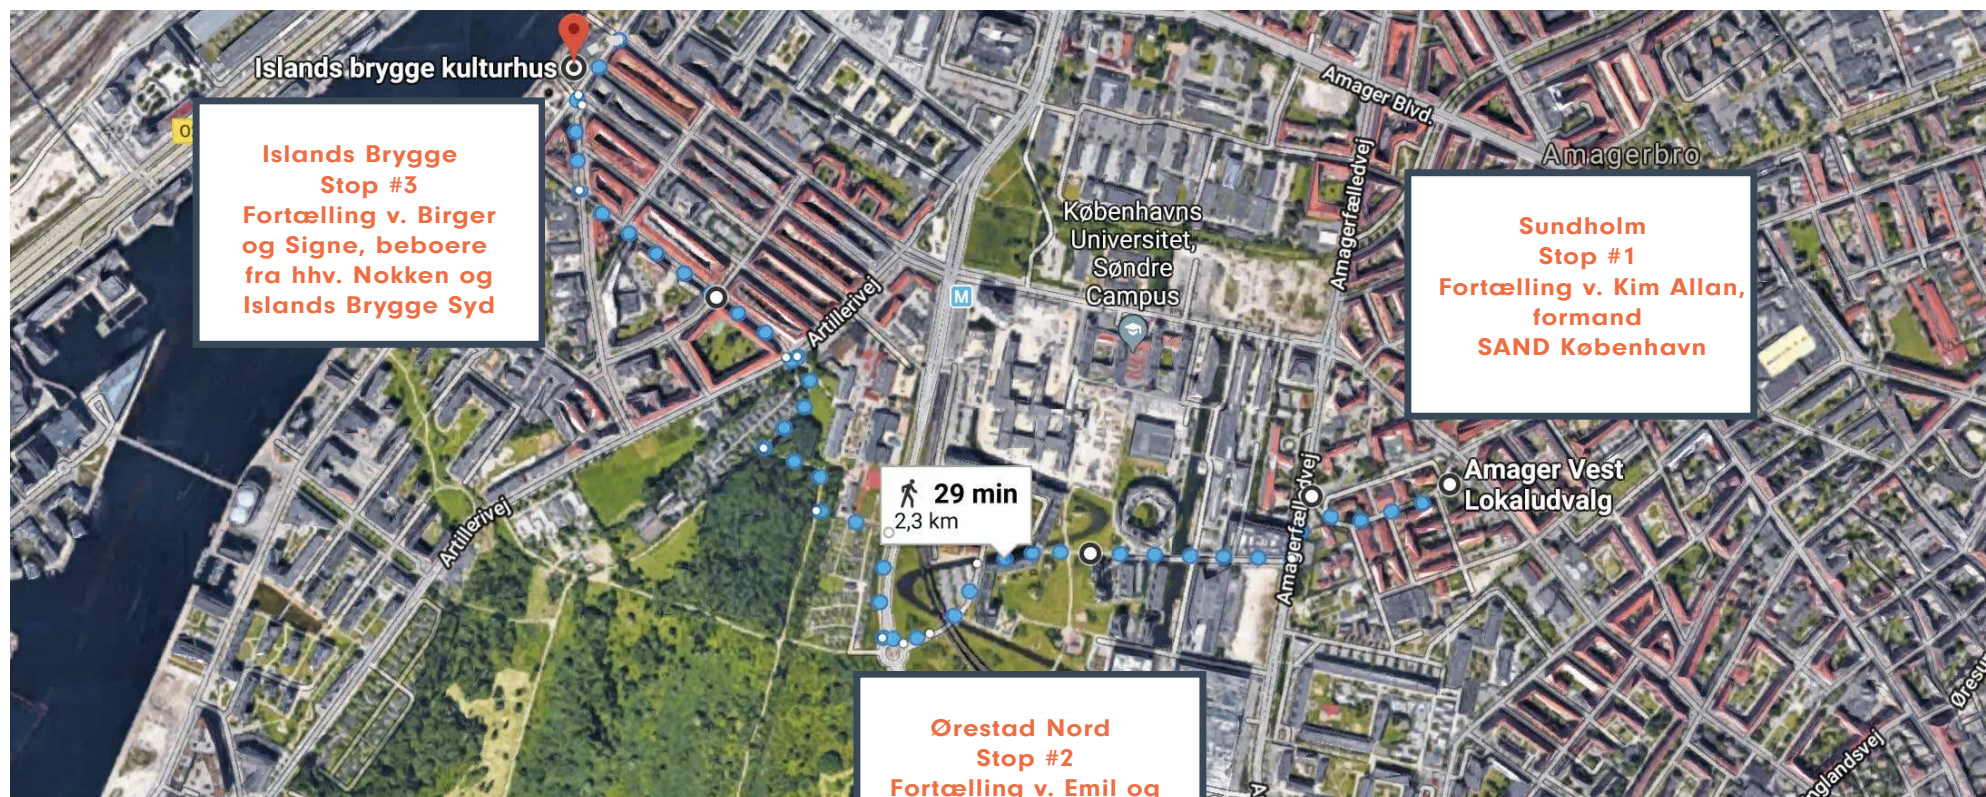 Islands brygge kulturhus
Islands Brygge
Stop #3
Fortælling v. Birger
og Signe, beboere
fra hhv. Nokken og
Islands Brygge Syd
Amager Blvd.
Amagerbro
Amagerfælledvej
Københavns
Universitet,
Søndre
Campus
M
Sundholm
Stop #1
Fortælling v. Kim Allan,
formand
SAND København
Artillerivej
Artillerivej
29 min
2,3 km
Amager Vest
Lokaludvalg
Amagerfælledvej
Ørestad Nord
Stop #2
Fortælling v. Emil og